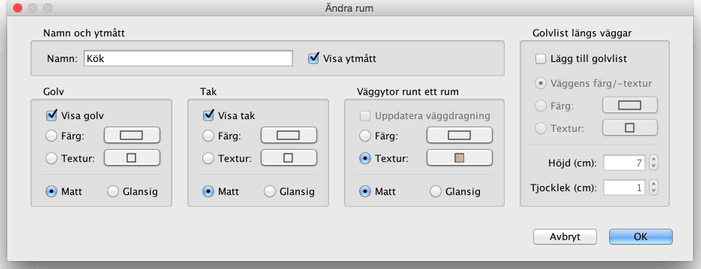 Ändra rum
Namn och ytmått
Namn: Kök
Visa ytmått
Golv
Visa golv
Färg:
Textur:
Matt Glansig
Tak
Visa tak
Färg:
Textur:
Matt Glansig
Väggytor runt ett rum
Uppdatera väggdragning
Färg:
Textur:
Matt Glansig
Golvlist längs väggar
Lägg till golvlist
Väggens färg/-textur
Färg:
Textur:
Höjd (cm): 7
Tjocklek (cm): 1
Avbryt OK